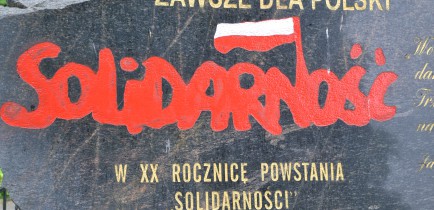 ZAWSZE DLA POLSKI
SOLIDARNOŚĆ
W XX ROCZNICĘ POWSTANIA
SOLIDARNOŚCI"